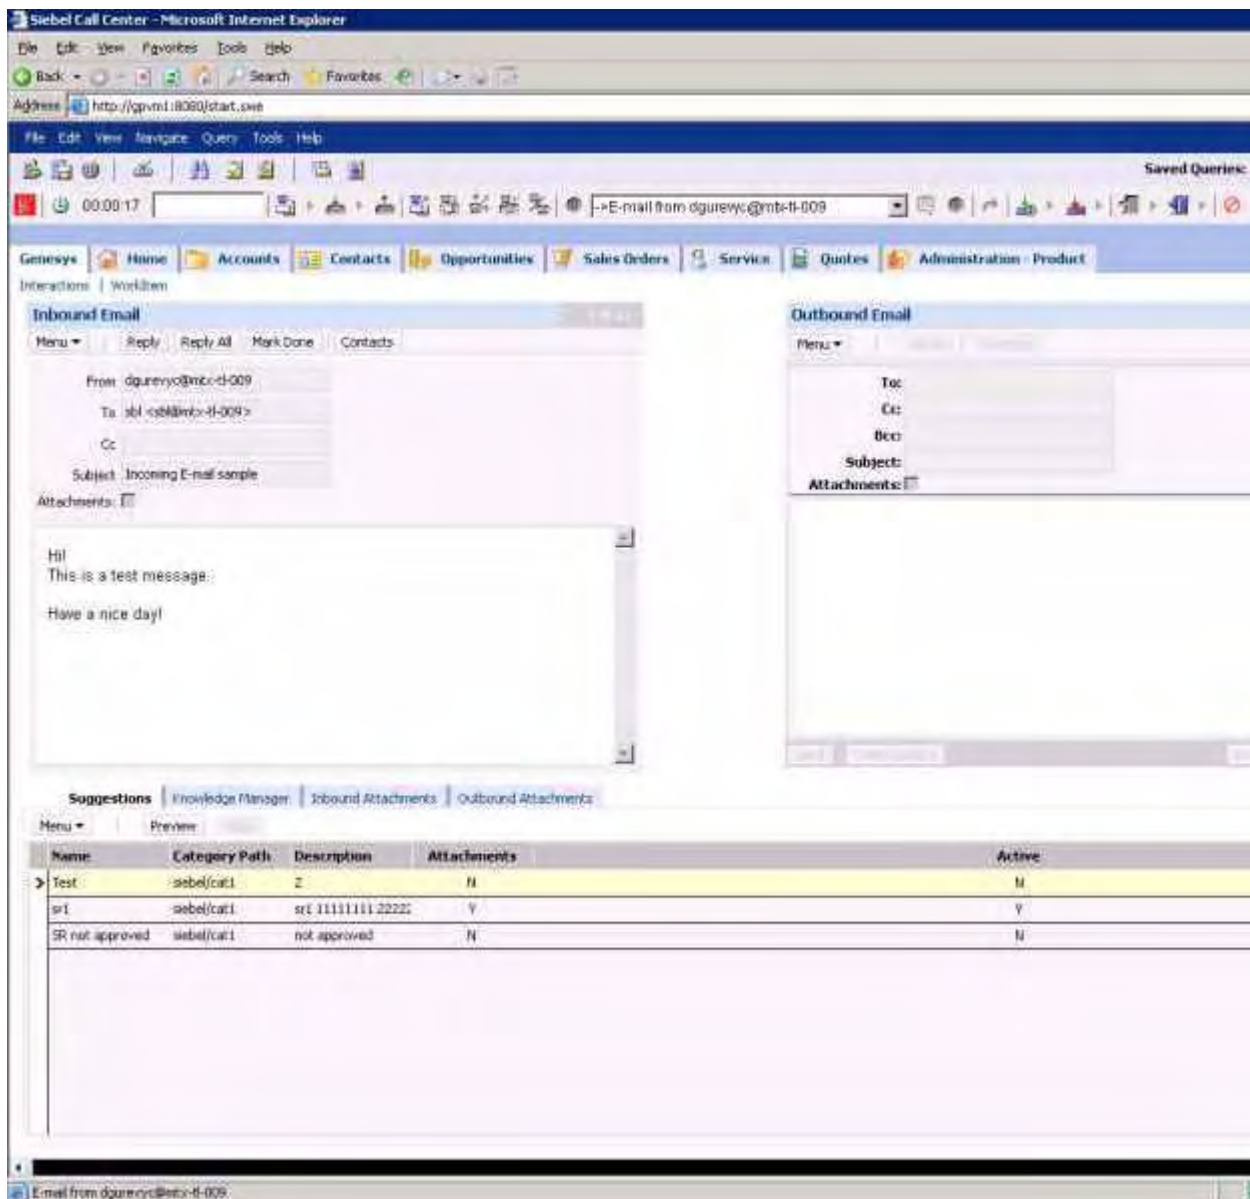 Siebel Call Center - Microsoft Internet Explorer
File Edit View Favorites Tools Help
Back Search Favorites
Address http://gpvm1:8080/start.swe
File Edit View Navigate Query Tools Help
Saved Queries:
00:00:17 ->E-mail from dgurevyc@mtx-tl-009
Genesys Home Accounts Contacts Opportunities Sales Orders Service Quotes Administration - Product
Interactions WorkItem
Inbound Email Outbound Email
Menu Reply Reply All Mark Done Contacts Menu
From dgurevyc@mtx-tl-009 To:
To sbl <sbl@mtx-tl-009> Cc:
Cc Bcc:
Subject Incoming E-mail sample Subject:
Attachments: Attachments:
Hi!
This is a test message.
Have a nice day!
Suggestions Knowledge Manager Inbound Attachments Outbound Attachments
Menu Preview
Name Category Path Description Attachments Active
Test siebel/cat1 Z N N
sr1 siebel/cat1 sr1 11111111 22222 Y Y
SR not approved siebel/cat1 not approved N N
E-mail from dgurevyc@mtx-tl-009